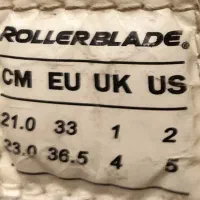 ROLLERBLADE®
CM EU UK US
21.0 33 1 2
23.0 36.5 4 5